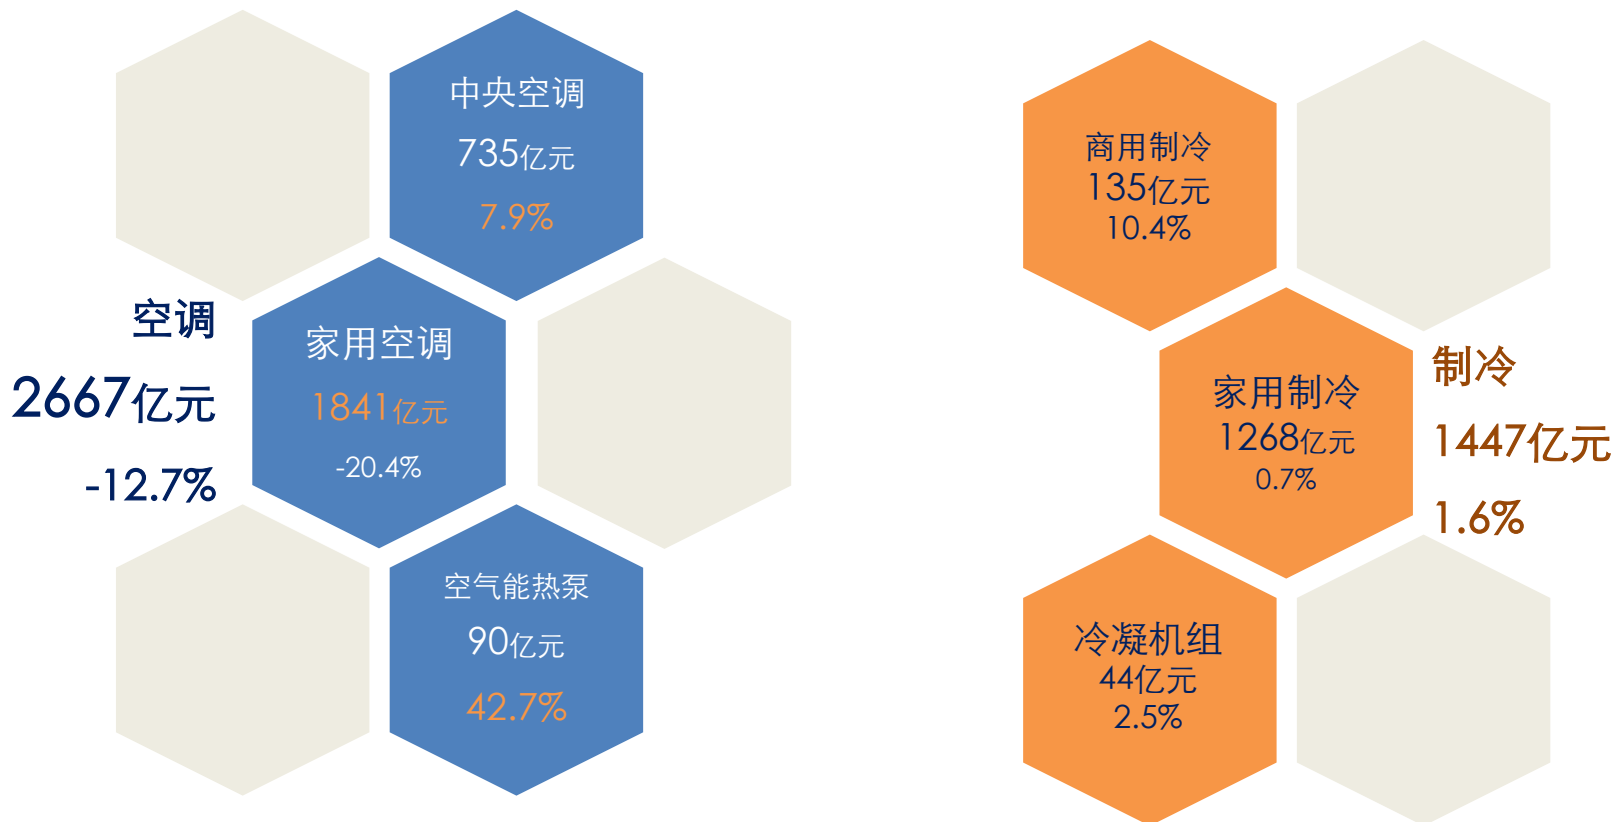 中央空调
735亿元
7.9%
空调
2667亿元
-12.7%
家用空调
1841亿元
-20.4%
空气能热泵
90亿元
42.7%
商用制冷
135亿元
10.4%
家用制冷
1268亿元
0.7%
制冷
1447亿元
1.6%
冷凝机组
44亿元
2.5%